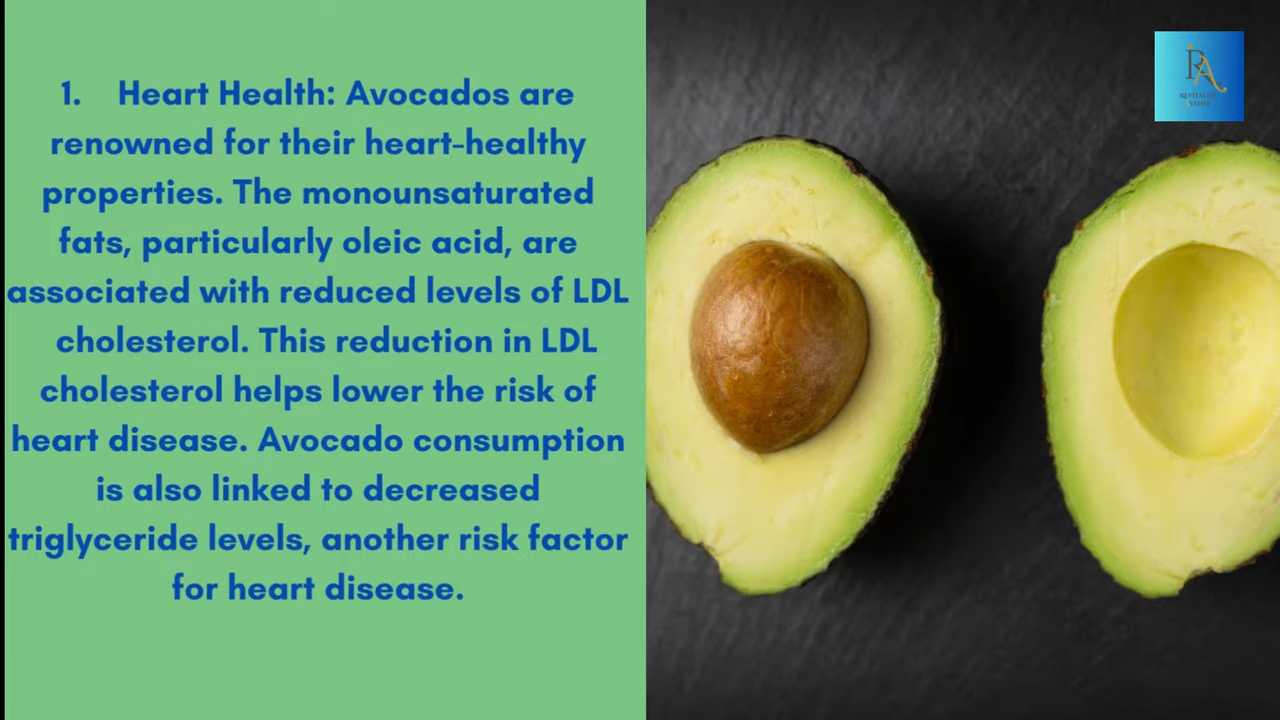 1. Heart Health: Avocados are
renowned for their heart-healthy
properties. The monounsaturated
fats, particularly oleic acid, are
associated with reduced levels of LDL
cholesterol. This reduction in LDL
cholesterol helps lower the risk of
heart disease. Avocado consumption
is also linked to decreased
triglyceride levels, another risk factor
for heart disease.
RA